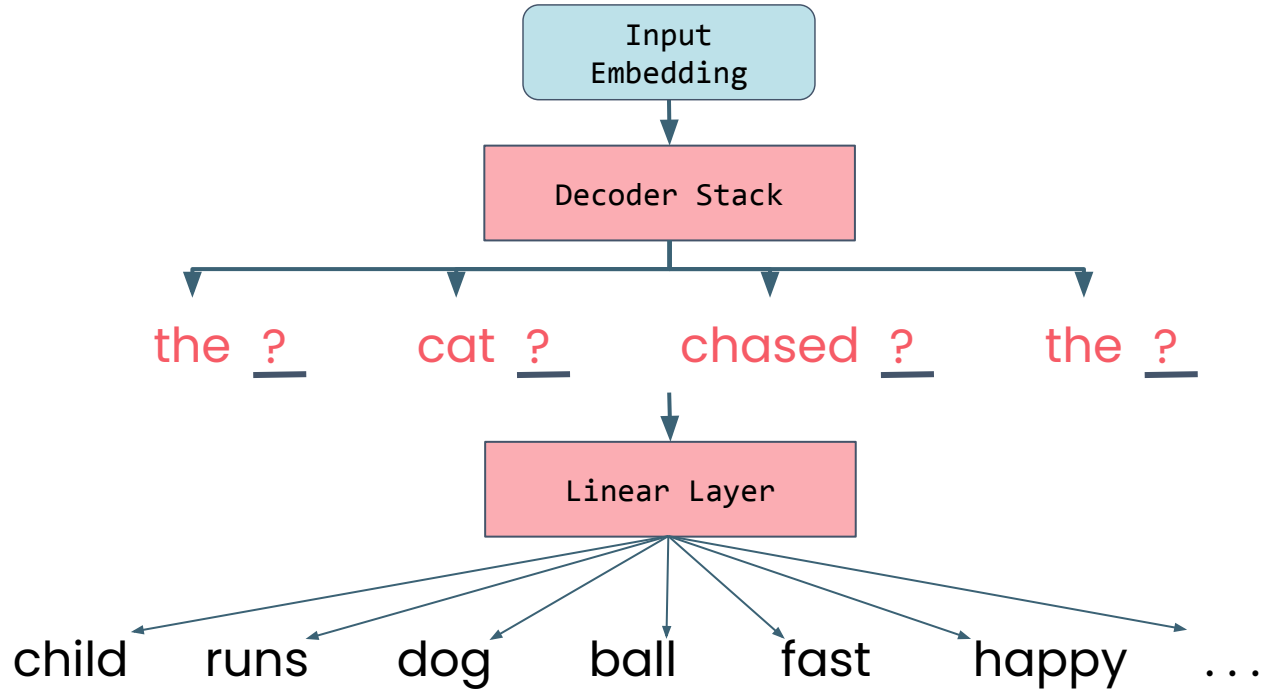 Input
Embedding
Decoder Stack
the ? cat ? chased ? the ?
Linear Layer
child runs dog ball fast happy ...